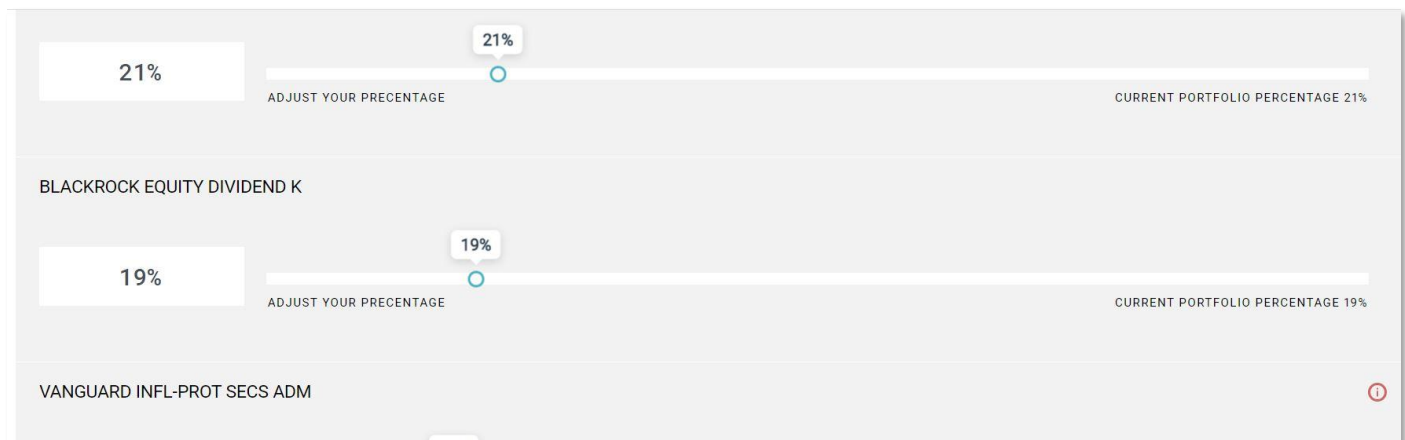 21%
21%
ADJUST YOUR PRECENTAGE CURRENT PORTFOLIO PERCENTAGE 21%
BLACKROCK EQUITY DIVIDEND K
19%
19%
ADJUST YOUR PRECENTAGE CURRENT PORTFOLIO PERCENTAGE 19%
VANGUARD INFL-PROT SECS ADM